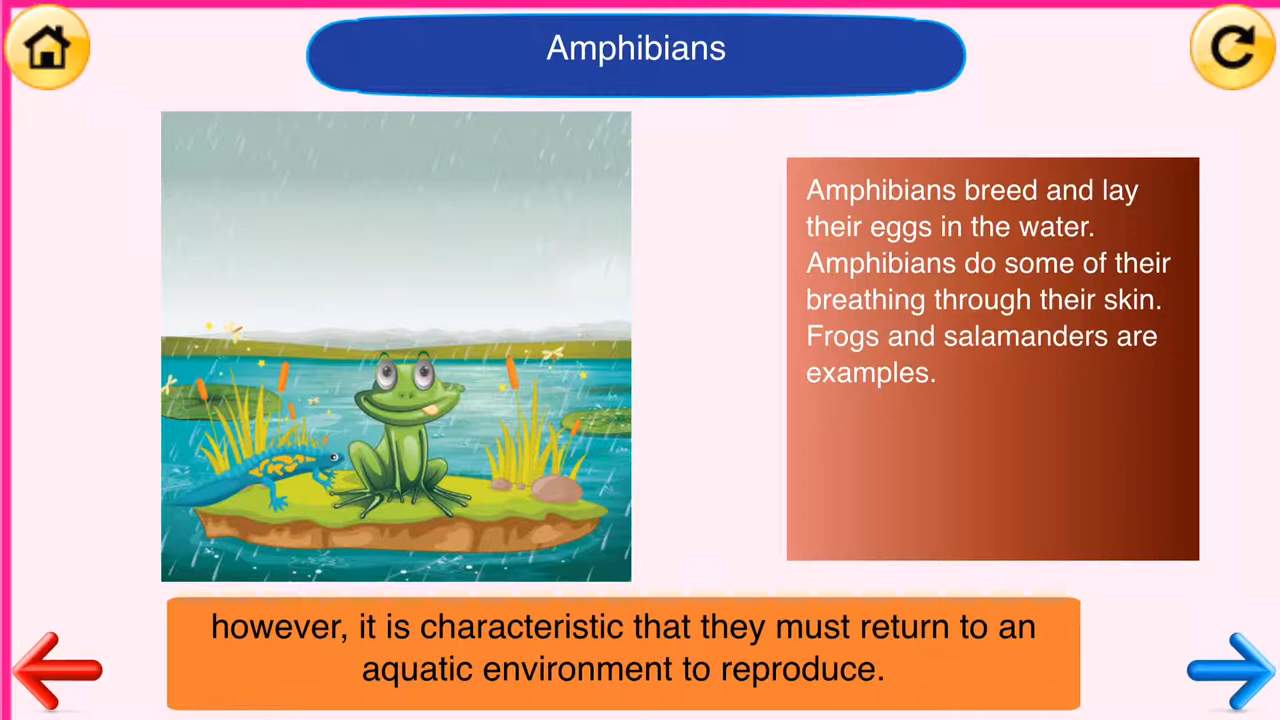 Amphibians
Amphibians breed and lay
their eggs in the water.
Amphibians do some of their
breathing through their skin.
Frogs and salamanders are
examples.
however, it is characteristic that they must return to an
aquatic environment to reproduce.